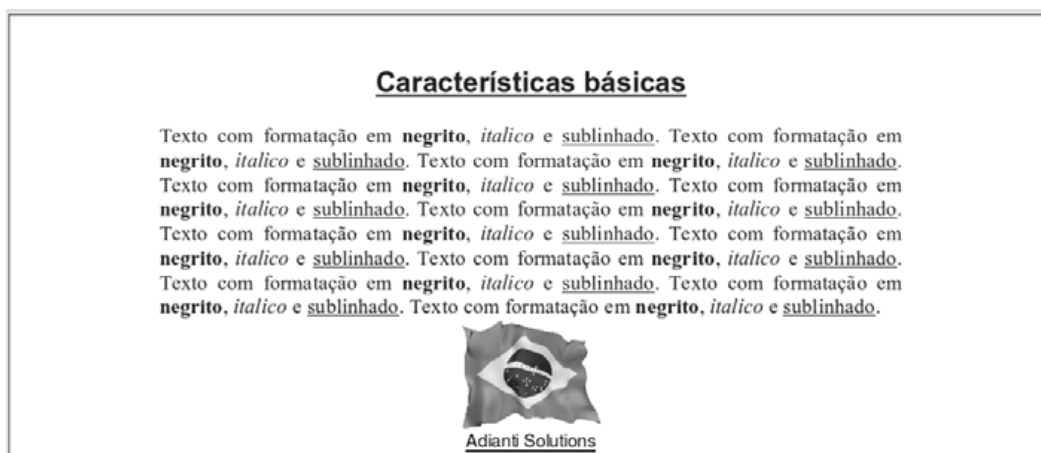 Características básicas
Texto com formatação em negrito, italico e sublinhado. Texto com formatação em
negrito, italico e sublinhado. Texto com formatação em negrito, italico e sublinhado.
Texto com formatação em negrito, italico e sublinhado. Texto com formatação em
negrito, italico e sublinhado. Texto com formatação em negrito, italico e sublinhado.
Texto com formatação em negrito, italico e sublinhado. Texto com formatação em
negrito, italico e sublinhado. Texto com formatação em negrito, italico e sublinhado.
Texto com formatação em negrito, italico e sublinhado. Texto com formatação em
negrito, italico e sublinhado. Texto com formatação em negrito, italico e sublinhado.
Adianti Solutions